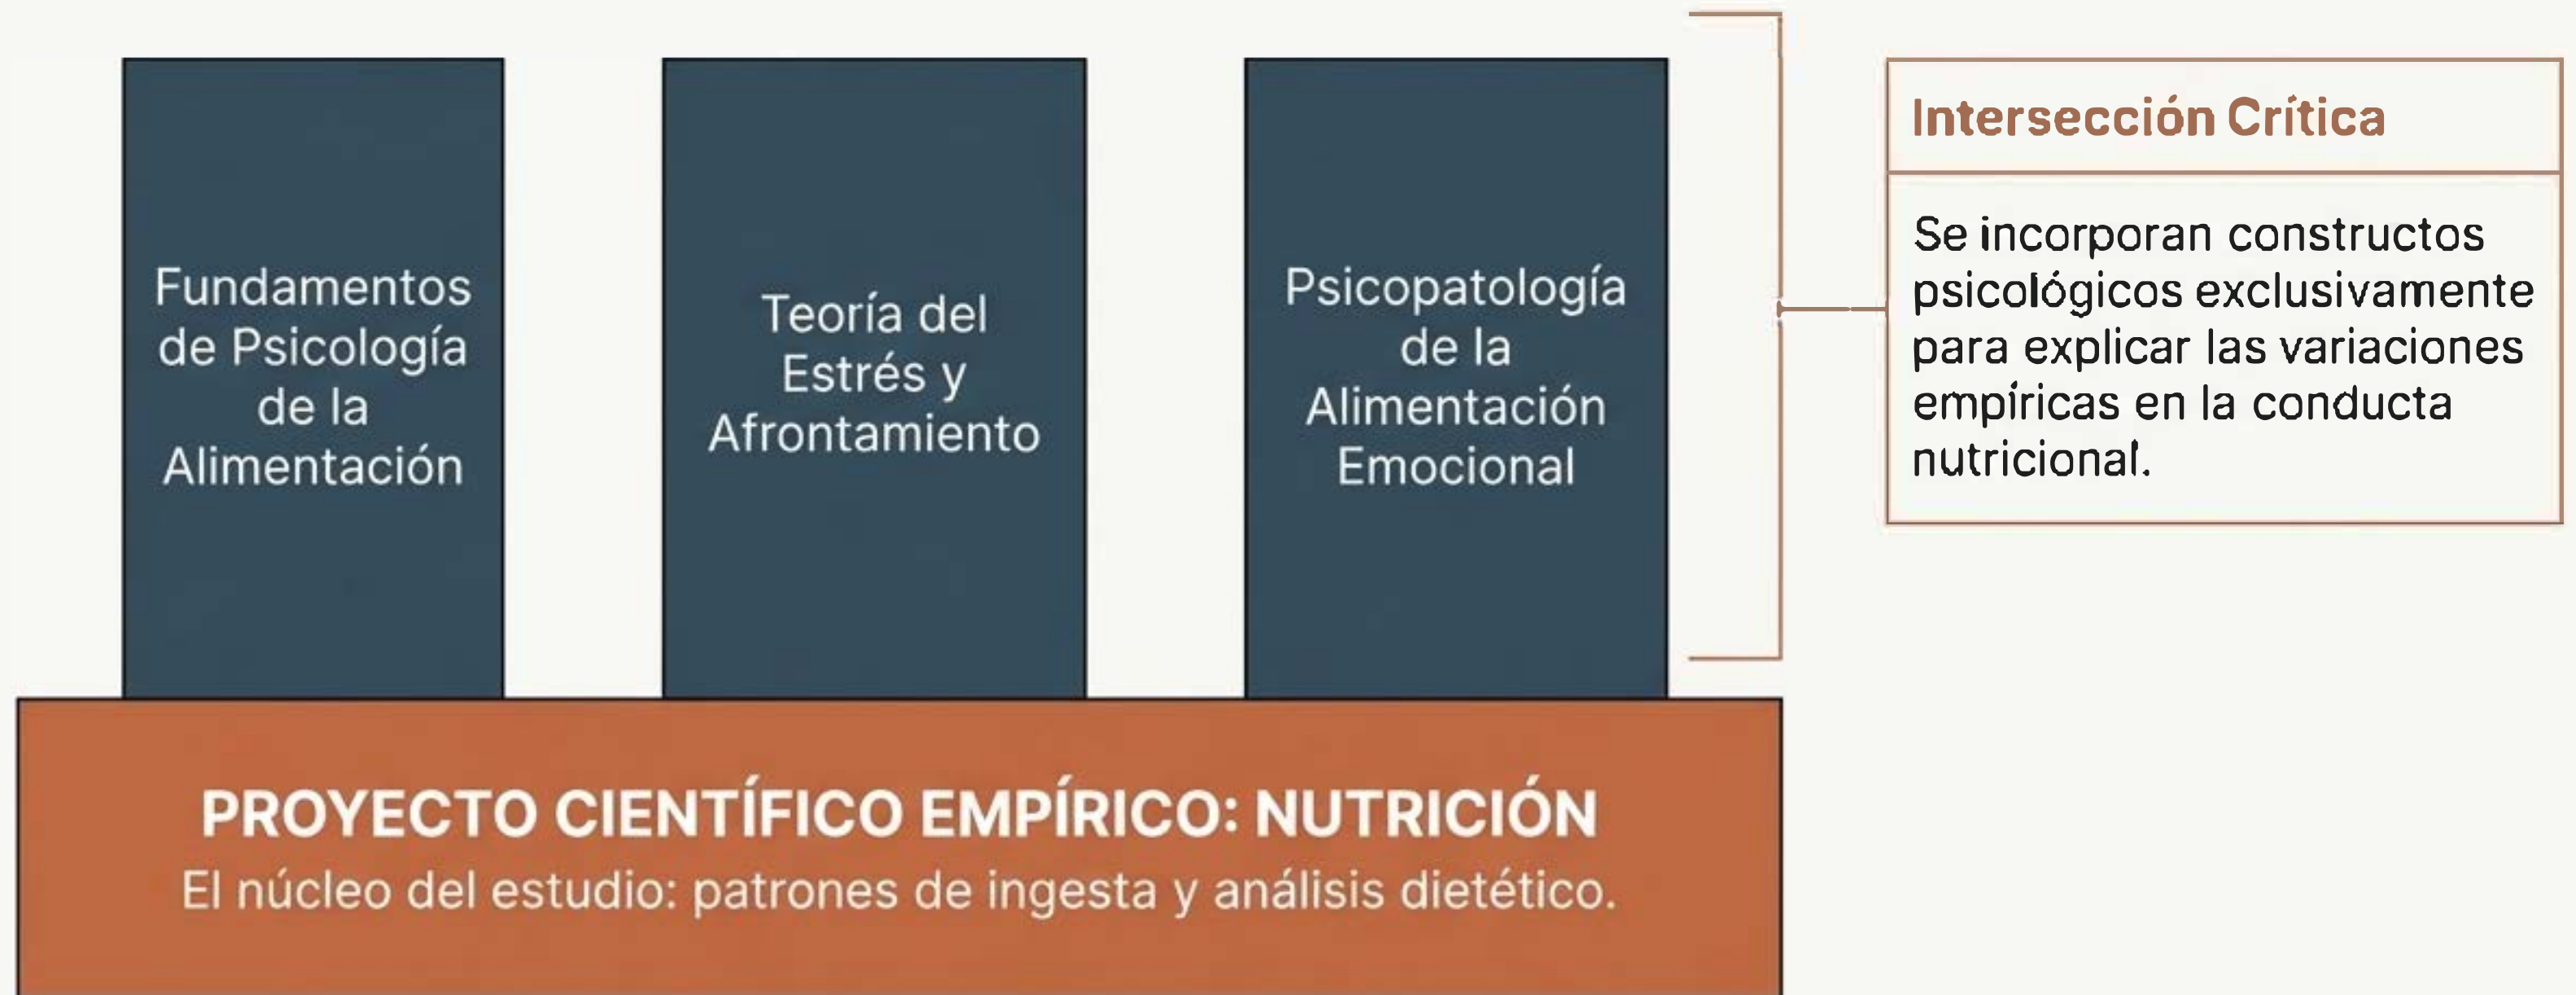 Fundamentos
de Psicología
de la
Alimentación
Teoría del
Estrés y
Afrontamiento
Psicopatología
de la
Alimentación
Emocional
Intersección Crítica
Se incorporan constructos
psicológicos exclusivamente
para explicar las variaciones
empíricas en la conducta
nutricional.
PROYECTO CIENTÍFICO EMPÍRICO: NUTRICIÓN
El núcleo del estudio: patrones de ingesta y análisis dietético.